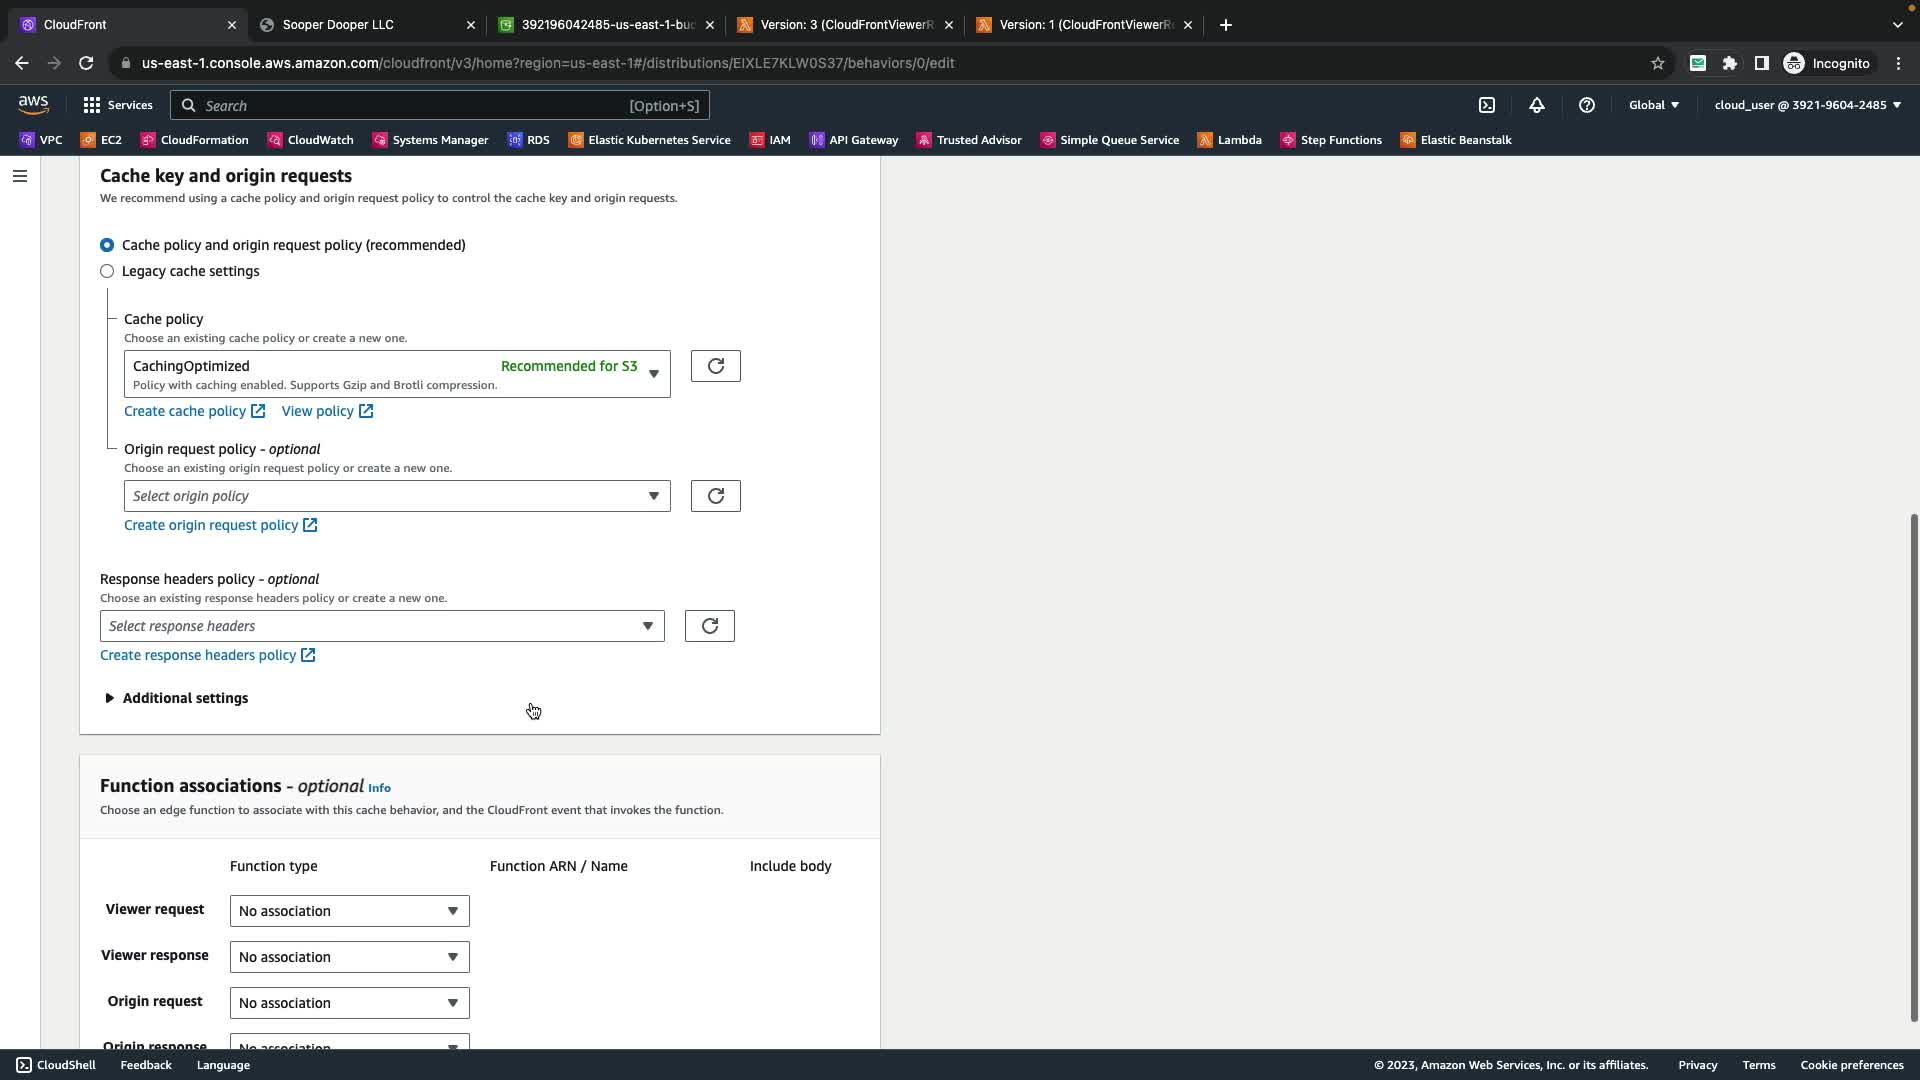 CloudFront
Sooper Dooper LLC
392196042485-us-east-1-buc
Version: 3 (CloudFrontViewerR
Version: 1 (CloudFrontViewerR
us-east-1.console.aws.amazon.com/cloudfront/v3/home?region=us-east-1#/distributions/EIXLE7KLW0S37/behaviors/0/edit
Incognito
aws
Services
Search
[Option+S]
Global
cloud_user @ 3921-9604-2485
VPC
EC2
CloudFormation
CloudWatch
Systems Manager
RDS
Elastic Kubernetes Service
IAM
API Gateway
Trusted Advisor
Simple Queue Service
Lambda
Step Functions
Elastic Beanstalk
Cache key and origin requests
We recommend using a cache policy and origin request policy to control the cache key and origin requests.
Cache policy and origin request policy (recommended)
Legacy cache settings
Cache policy
Choose an existing cache policy or create a new one.
CachingOptimized
Recommended for S3
Policy with caching enabled. Supports Gzip and Brotli compression.
Create cache policy
View policy
Origin request policy - optional
Choose an existing origin request policy or create a new one.
Select origin policy
Create origin request policy
Response headers policy - optional
Choose an existing response headers policy or create a new one.
Select response headers
Create response headers policy
Additional settings
Function associations - optional Info
Choose an edge function to associate with this cache behavior, and the CloudFront event that invokes the function.
Function type
Function ARN / Name
Include body
Viewer request
No association
Viewer response
No association
Origin request
No association
Origin response
No association
CloudShell
Feedback
Language
© 2023, Amazon Web Services, Inc. or its affiliates.
Privacy
Terms
Cookie preferences